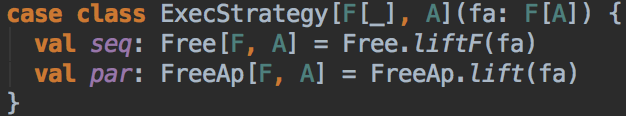 case class ExecStrategy[F[_], A](fa: F[A]) {
  val seq: Free[F, A] = Free.liftF(fa)
  val par: FreeAp[F, A] = FreeAp.lift(fa)
}